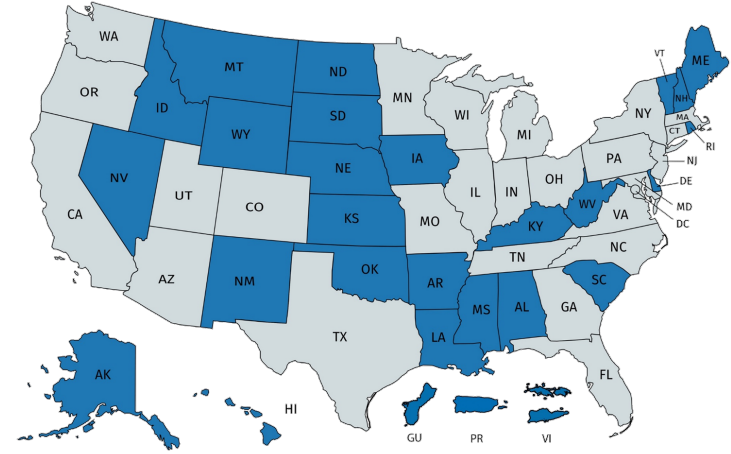 WA
MT
ND
MN
VT
ME
OR
ID
WY
SD
WI
MI
NY
NH
MA
CT
RI
NV
UT
CO
NE
IA
IL
IN
OH
PA
NJ
DE
MD
DC
CA
KS
MO
KY
WV
VA
AZ
NM
OK
AR
TN
NC
SC
TX
LA
MS
AL
GA
FL
AK
HI
GU
PR
VI